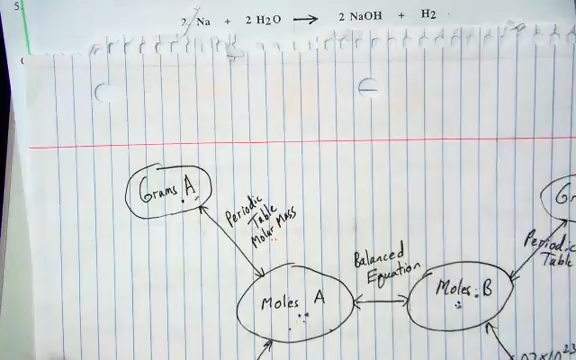 5.
2 Na + 2 H2O → 2 NaOH + H2
Grams A
Periodic
Table
Molar Mass
Balanced
Equation
Moles A
Moles B
Gr
Periodic
Table